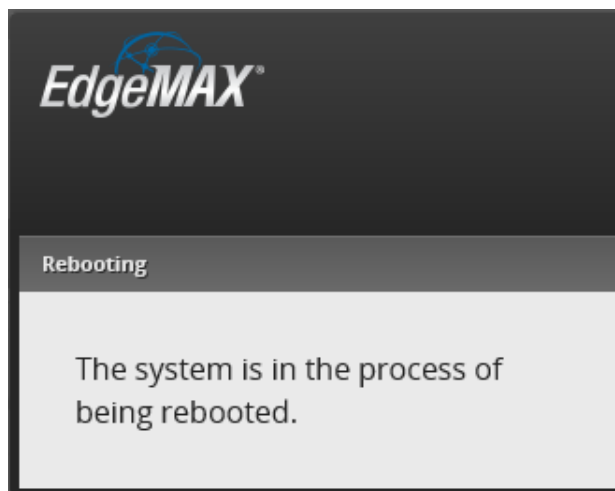 EdgeMAX®
Rebooting
The system is in the process of
being rebooted.